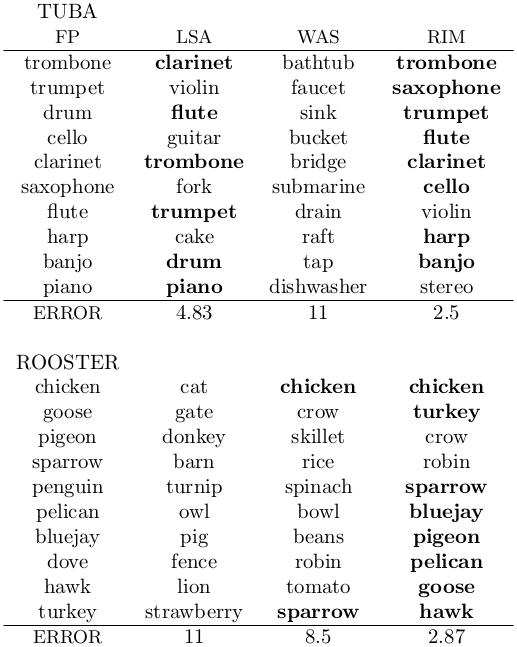 TUBA
FP LSA WAS RIM
trombone clarinet bathtub trombone
trumpet violin faucet saxophone
drum flute sink trumpet
cello guitar bucket flute
clarinet trombone bridge clarinet
saxophone fork submarine cello
flute trumpet drain violin
harp cake raft harp
banjo drum tap banjo
piano piano dishwasher stereo
ERROR 4.83 11 2.5
ROOSTER
chicken cat chicken chicken
goose gate crow turkey
pigeon donkey skillet crow
sparrow barn rice robin
penguin turnip spinach sparrow
pelican owl bowl bluejay
bluejay pig beans pigeon
dove fence robin pelican
hawk lion tomato goose
turkey strawberry sparrow hawk
ERROR 11 8.5 2.87